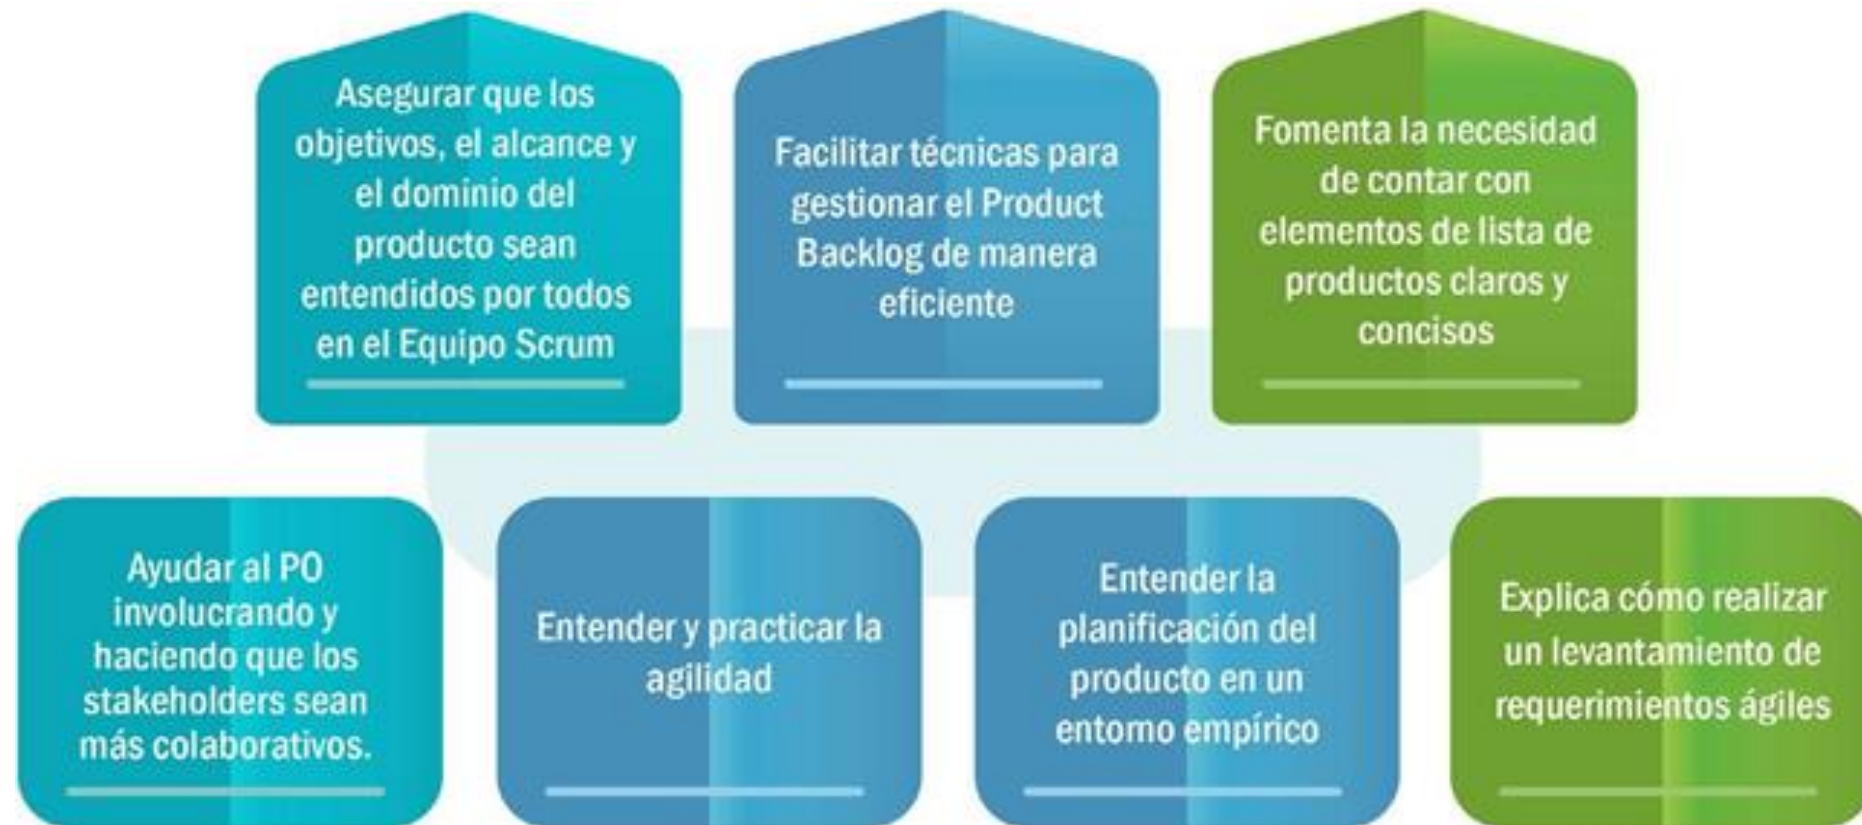 Asegurar que los
objetivos, el alcance y
el dominio del
producto sean
entendidos por todos
en el Equipo Scrum
Facilitar técnicas para
gestionar el Product
Backlog de manera
eficiente
Fomenta la necesidad
de contar con
elementos de lista de
productos claros y
concisos
Ayudar al PO
involucrando y
haciendo que los
stakeholders sean
más colaborativos.
Entender y practicar la
agilidad
Entender la
planificación del
producto en un
entorno empírico
Explica cómo realizar
un levantamiento de
requerimientos ágiles